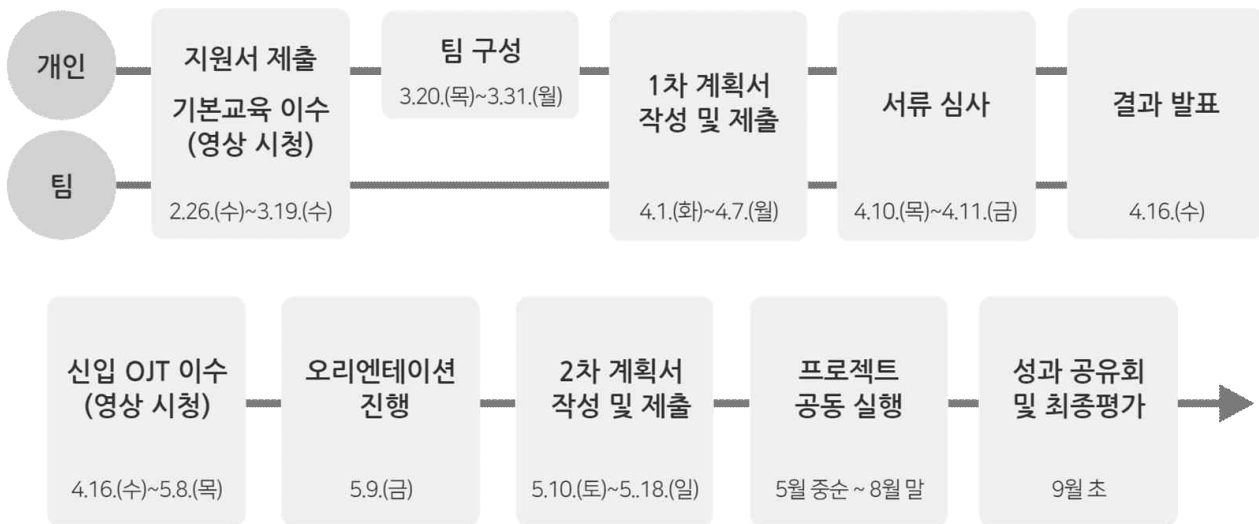 개인
팀
지원서 제출
기본교육 이수
(영상 시청)
2.26.(수)~3.19.(수)
팀 구성
3.20.(목)~3.31.(월)
1차 계획서
작성 및 제출
4.1.(화)~4.7.(월)
서류 심사
4.10.(목)~4.11.(금)
결과 발표
4.16.(수)
신입 OJT 이수
(영상 시청)
4.16.(수)~5.8.(목)
오리엔테이션
진행
5.9.(금)
2차 계획서
작성 및 제출
5.10.(토)~5..18.(일)
프로젝트
공동 실행
5월 중순 ~ 8월 말
성과 공유회
및 최종평가
9월 초